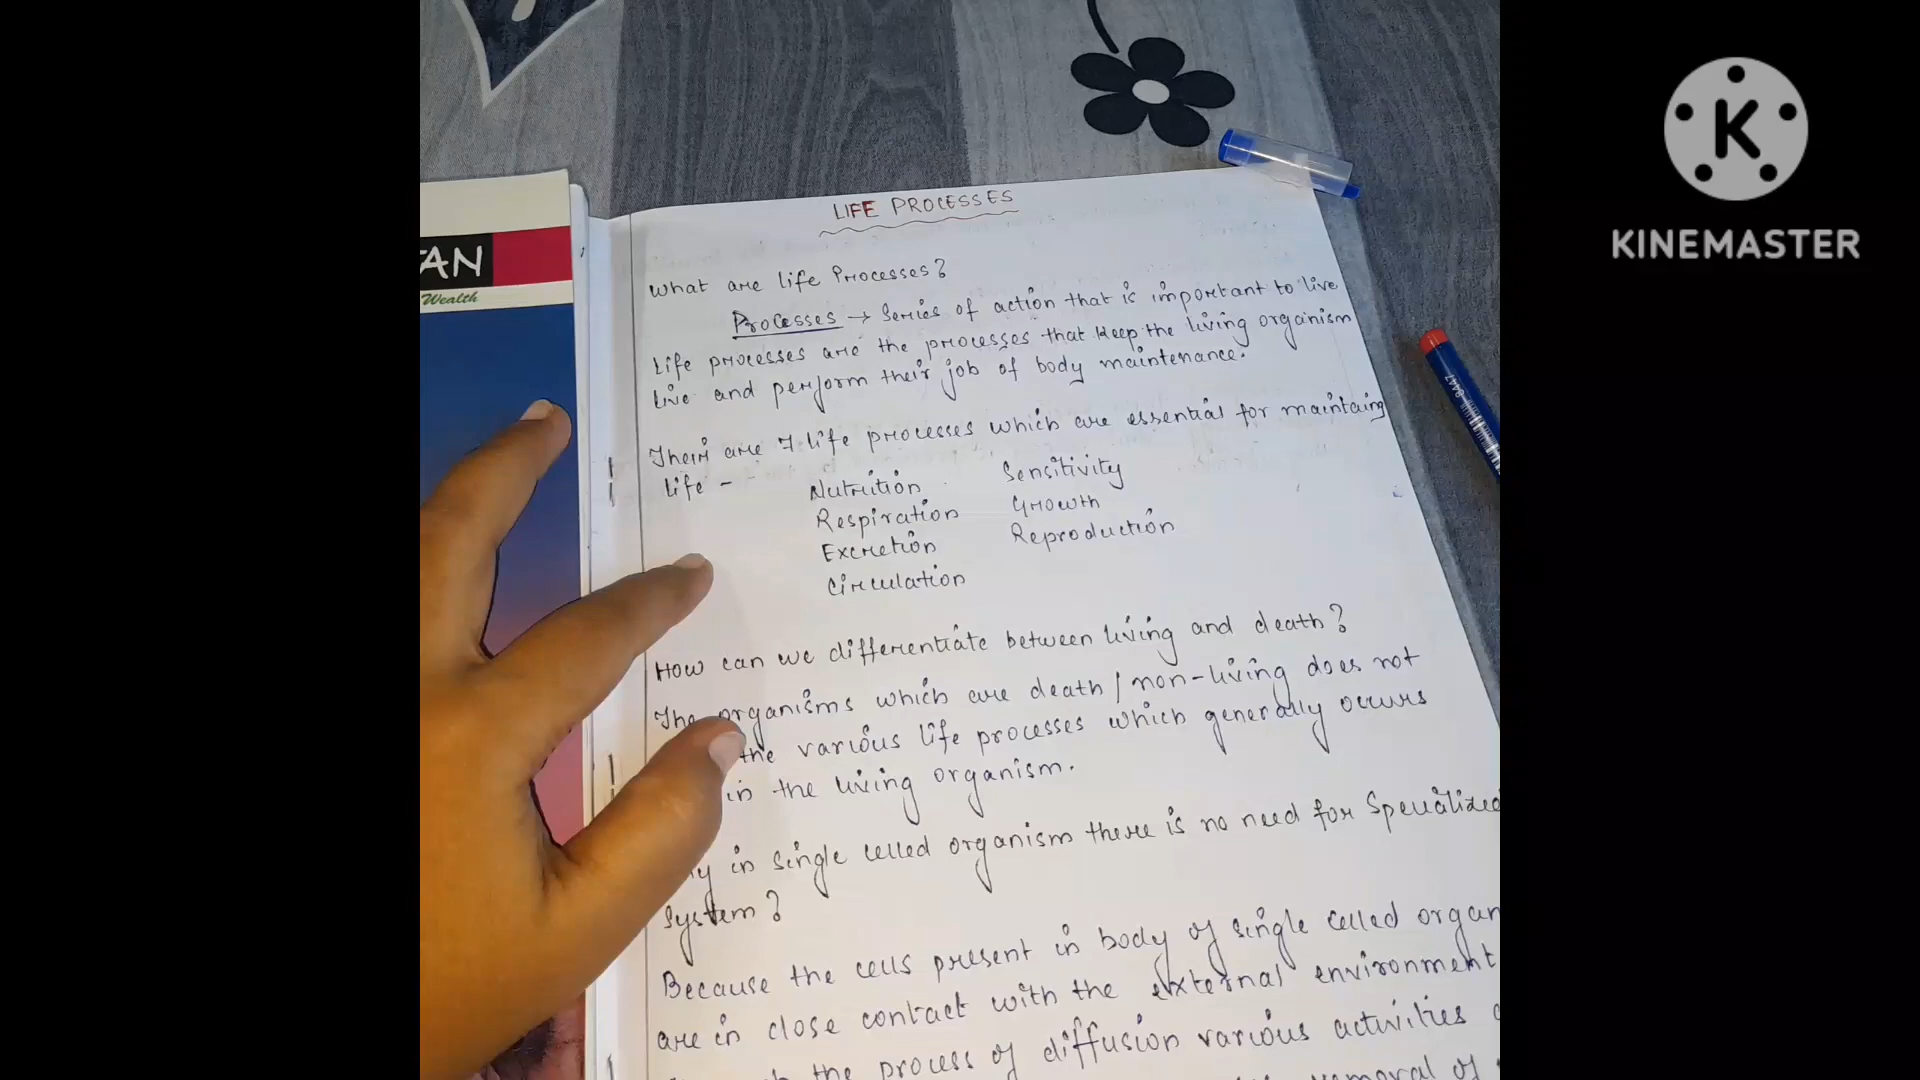 LIFE PROCESSES
What are life Processes?
Processes → Series of action that is important to live
Life processes are the processes that keep the living organism
live and perform their job of body maintenance.
Their are 7 life processes which are essential for maintaing
life -
Nutrition Sensitivity
Respiration Growth
Excretion Reproduction
Circulation
How can we differentiate between living and death?
The organisms which are death / non-living does not
the various life processes which generally occurs
in the living organism.
in single celled organism there is no need for Specialized
System?
Because the cells present in body of single celled
are in close contact with the external environment
the process of diffusion various activities
removal of
AN
Wealth
8447
K
KINEMASTER